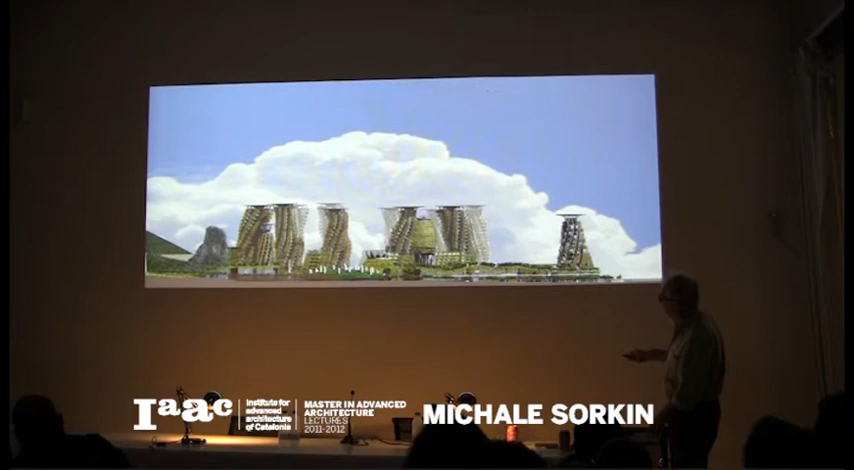 Iaac
Institute for
advanced
architecture
of Catalonia
MASTER IN ADVANCED
ARCHITECTURE
LECTURES
2011-2012
MICHALE SORKIN